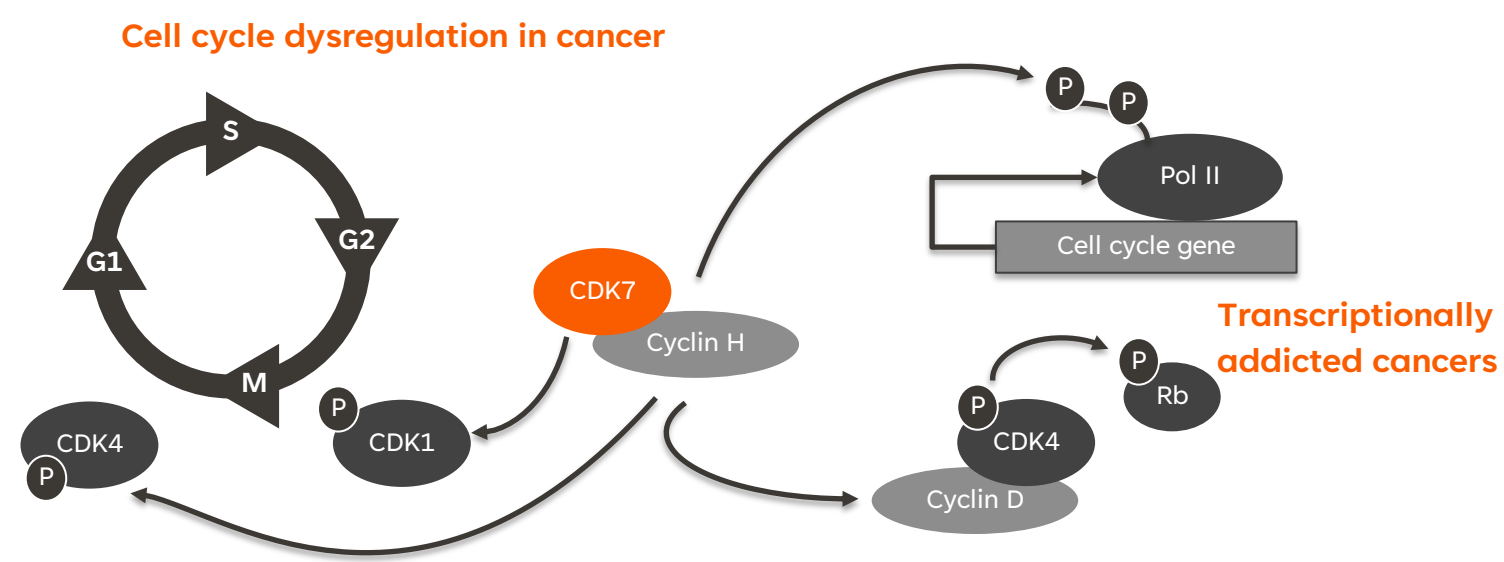 Cell cycle dysregulation in cancer
S
G2
M
G1
CDK7
Cyclin H
P
P
Pol II
Cell cycle gene
Transcriptionally
addicted cancers
P
CDK4
P
CDK1
P
CDK4
Cyclin D
P
Rb